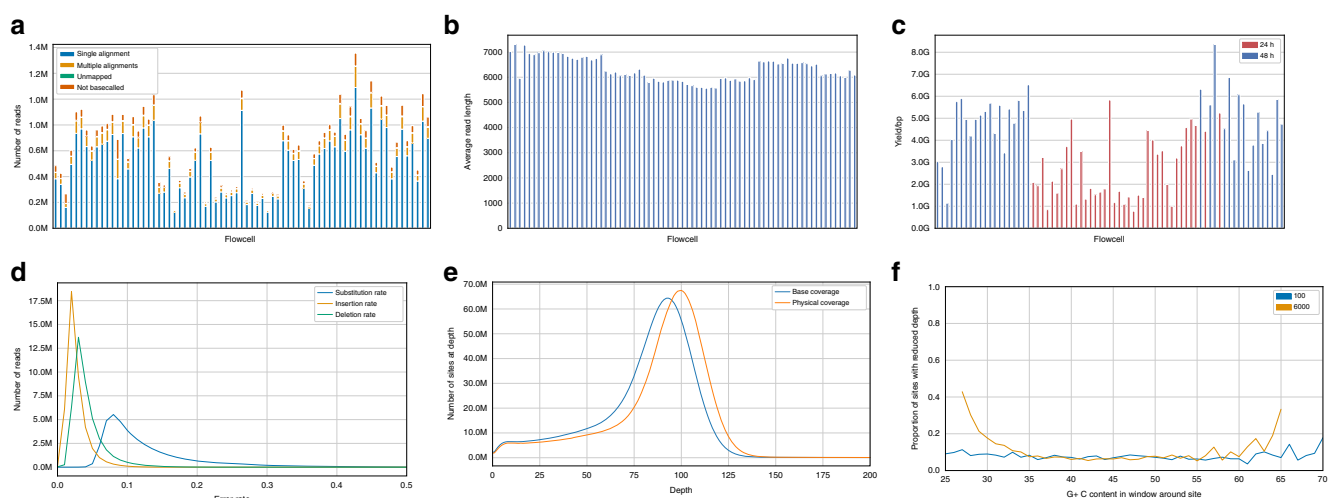 a
1.4M
1.2M
1.0M
1.0M
0.6M
0.4M
0.2M
0.0M
Number of reads
Single alignment
Multiple alignments
Unmapped
Not basecalled
Flowcell
b
7000
6000
5000
4000
3000
2000
1000
0
Average read length
Flowcell
c
8.0G
7.0G
6.0G
5.0G
4.0G
3.0G
2.0G
1.0G
0.0G
Yield/bp
24 h
48 h
Flowcell
d
17.5M
15.0M
12.5M
10.0M
7.5M
5.0M
2.5M
0.0M
Number of reads
Substitution rate
Insertion rate
Deletion rate
0.0 0.1 0.2 0.3 0.4 0.5
e
70.0M
60.0M
50.0M
40.0M
30.0M
20.0M
10.0M
0.0M
Number of sites at depth
Base coverage
Physical coverage
0 25 50 75 100 125 150 175 200
Depth
f
1.0
0.8
0.6
0.4
0.2
0.0
Proportion of sites with reduced depth
100
6000
25 30 35 40 45 50 55 60 65 70
G+ C content in window around site